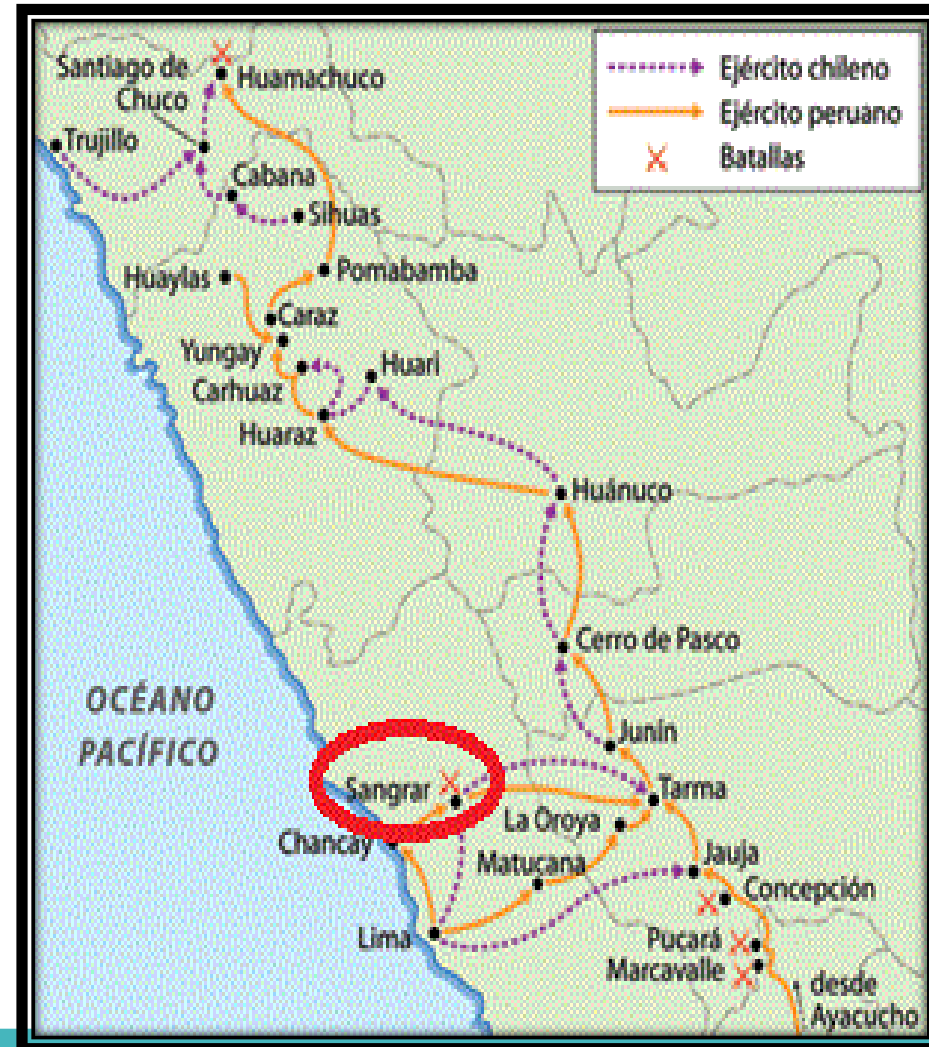 Ejército chileno
Ejército peruano
Batallas
Santiago de
Chuco
Huamachuco
Trujillo
Cabana
Sihuas
Huaylas
Pomabamba
Caraz
Yungay
Huari
Carhuaz
Huaraz
Huánuco
Cerro de Pasco
OCÉANO
PACÍFICO
Junín
Sangrar
Tarma
La Oroya
Chancay
Matucana
Jauja
Concepción
Lima
Pucará
Marcavalle
desde
Ayacucho